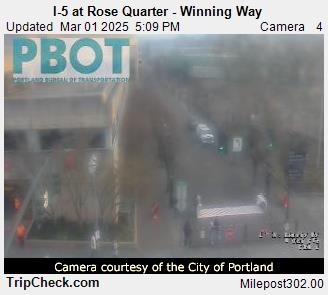 I-5 at Rose Quarter - Winning Way
Updated Mar 01 2025 5:09 PM Camera 4
PBOT
PORTLAND BUREAU OF TRANSPORTATION
Camera courtesy of the City of Portland
TripCheck.com Milepost302.00